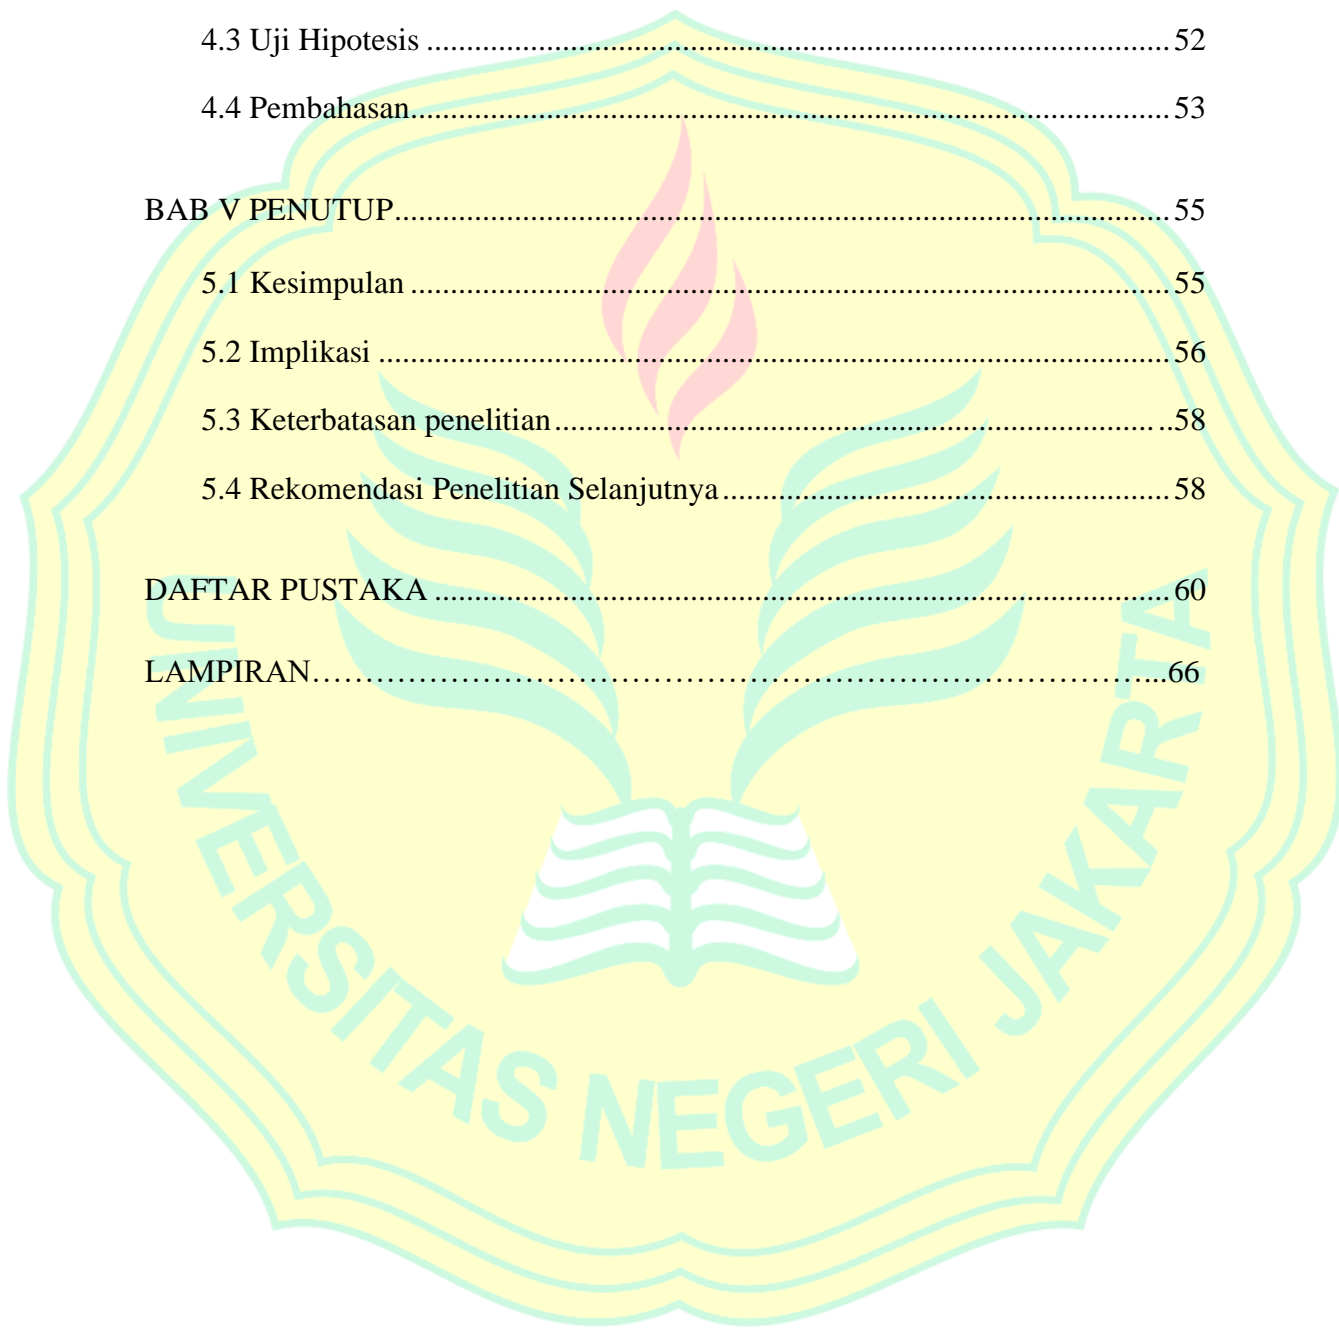 4.3 Uji Hipotesis ............................................................................................ 52
4.4 Pembahasan.............................................................................................. 53
BAB V PENUTUP................................................................................................ 55
5.1 Kesimpulan .............................................................................................. 55
5.2 Implikasi .................................................................................................. 56
5.3 Keterbatasan penelitian .......................................................................... ..58
5.4 Rekomendasi Penelitian Selanjutnya ....................................................... 58
DAFTAR PUSTAKA ........................................................................................... 60
LAMPIRAN……………………………………………………………………...66
UNIVERSITAS NEGERI JAKARTA